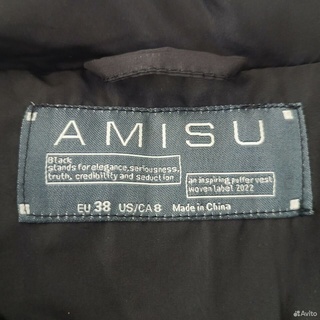 AMISU
Black
stands for elegance, seriousness,
truth, credibility and seduction
an inspiring puffer vest
woven label 2022
EU 38 US/CA 8 Made in China
Avito